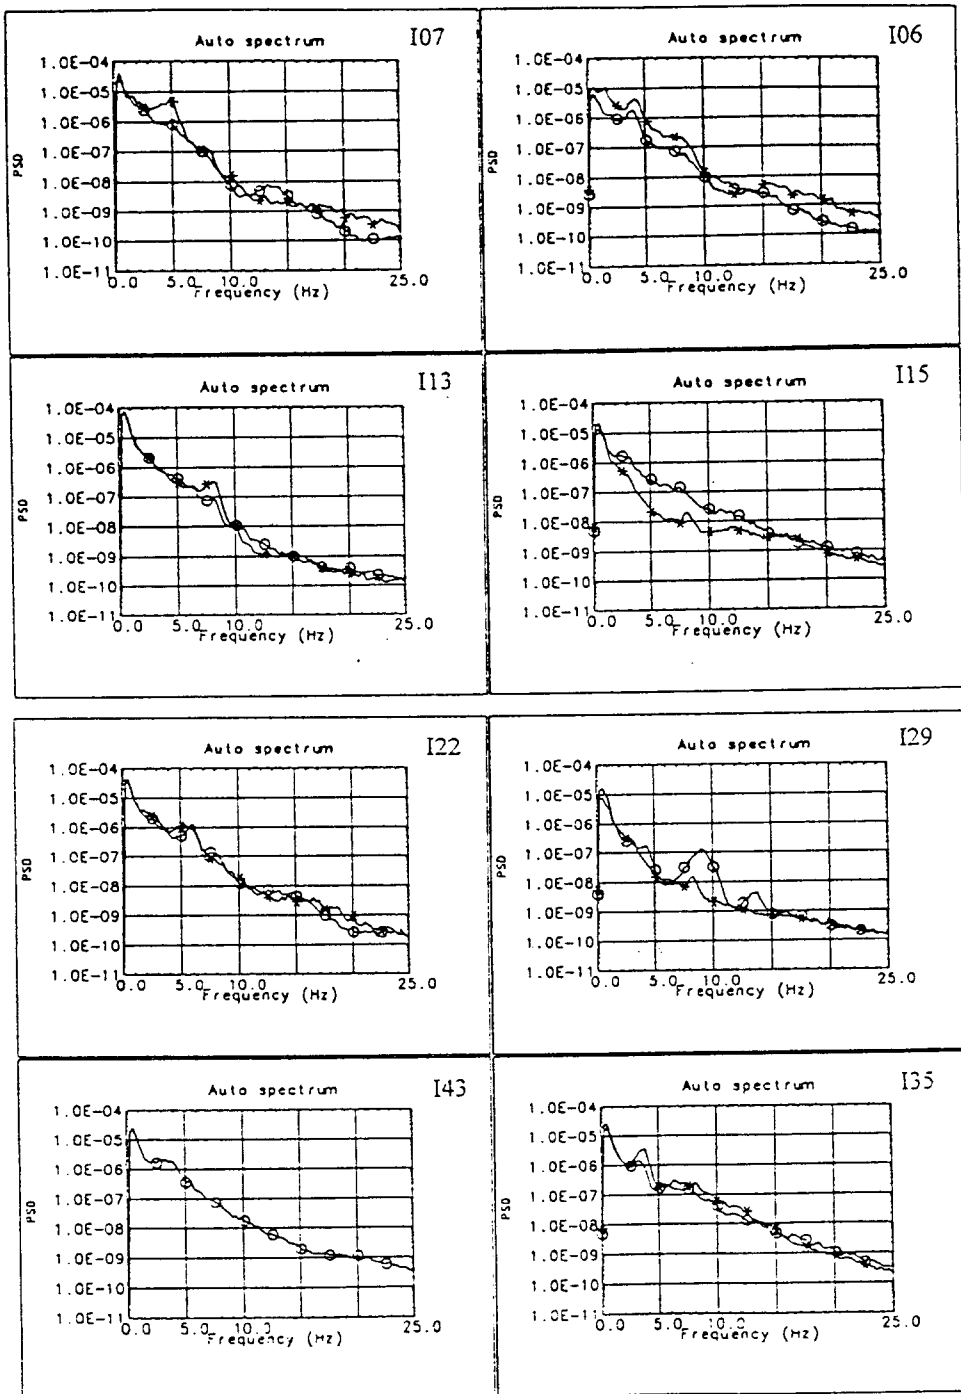 Auto spectrum I07
1.0E-04
1.0E-05
1.0E-06
1.0E-07
1.0E-08
1.0E-09
1.0E-10
1.0E-11
PSD
0.0 5.0 10.0 25.0
Frequency (Hz)
Auto spectrum I06
1.0E-04
1.0E-05
1.0E-06
1.0E-07
1.0E-08
1.0E-09
1.0E-10
1.0E-11
PSD
0.0 5.0 10.0 25.0
Frequency (Hz)
Auto spectrum I13
1.0E-04
1.0E-05
1.0E-06
1.0E-07
1.0E-08
1.0E-09
1.0E-10
1.0E-11
PSD
0.0 5.0 10.0 25.0
Frequency (Hz)
Auto spectrum I15
1.0E-04
1.0E-05
1.0E-06
1.0E-07
1.0E-08
1.0E-09
1.0E-10
1.0E-11
PSD
0.0 5.0 10.0 25.0
Frequency (Hz)
Auto spectrum I22
1.0E-04
1.0E-05
1.0E-06
1.0E-07
1.0E-08
1.0E-09
1.0E-10
1.0E-11
PSD
0.0 5.0 10.0 25.0
Frequency (Hz)
Auto spectrum I29
1.0E-04
1.0E-05
1.0E-06
1.0E-07
1.0E-08
1.0E-09
1.0E-10
1.0E-11
PSD
0.0 5.0 10.0 25.0
Frequency (Hz)
Auto spectrum I43
1.0E-04
1.0E-05
1.0E-06
1.0E-07
1.0E-08
1.0E-09
1.0E-10
1.0E-11
PSD
0.0 5.0 10.0 25.0
Frequency (Hz)
Auto spectrum I35
1.0E-04
1.0E-05
1.0E-06
1.0E-07
1.0E-08
1.0E-09
1.0E-10
1.0E-11
PSD
0.0 5.0 10.0 25.0
Frequency (Hz)